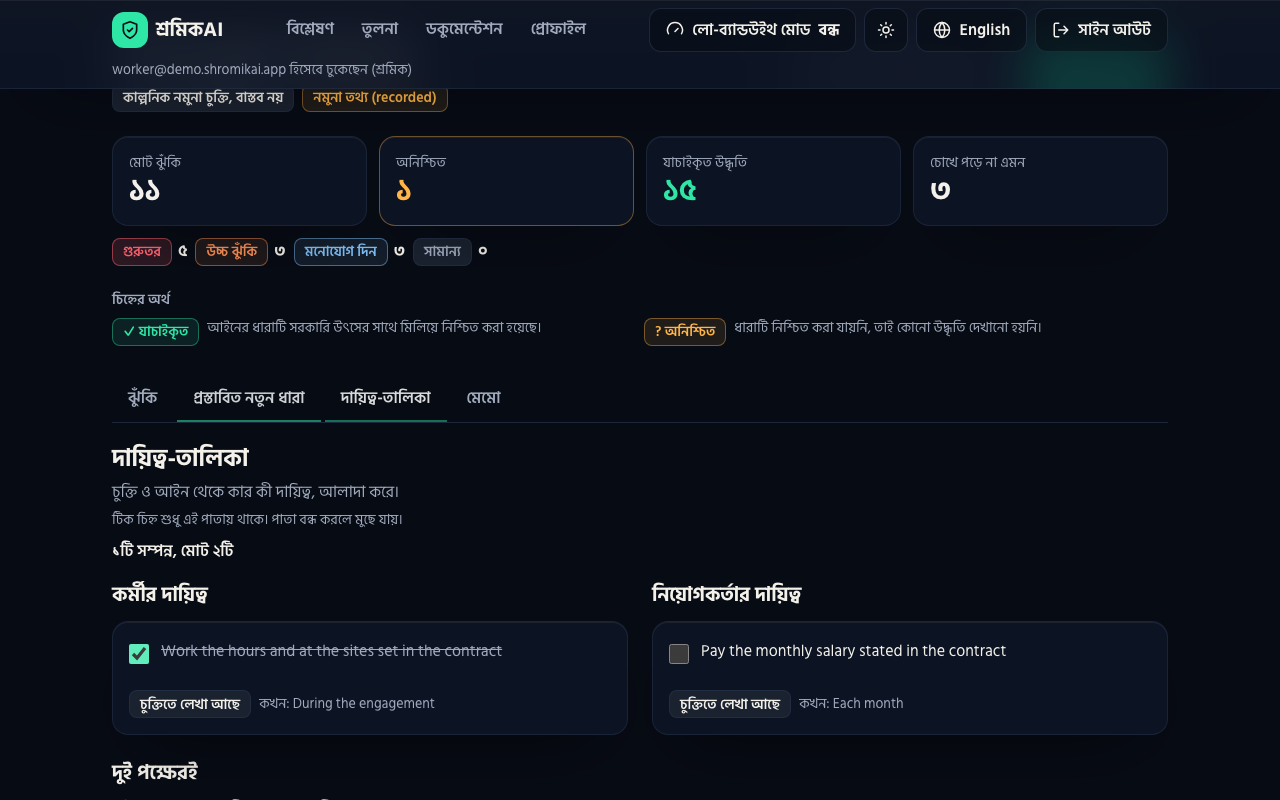 শ্রমিকAI
বিশ্লেষণ
তুলনা
ডকুমেন্টেশন
প্রোফাইল
লো-ব্যান্ডউইথ মোড বন্ধ
English
সাইন আউট
worker@demo.shromikai.app হিসেবে ঢুকেছেন (শ্রমিক)
কাল্পনিক নমুনা চুক্তি, বাস্তব নয়
নমুনা তথ্য (recorded)
মোট ঝুঁকি
১১
অনিশ্চিত
১
যাচাইকৃত উদ্ধৃতি
১৫
চোখে পড়ে না এমন
৩
গুরুতর ৫ উচ্চ ঝুঁকি ৩ মনোযোগ দিন ৩ সামান্য ০
চিহ্নের অর্থ
✓ যাচাইকৃত আইনের ধারাটি সরকারি উৎসের সাথে মিলিয়ে নিশ্চিত করা হয়েছে।
? অনিশ্চিত ধারাটি নিশ্চিত করা যায়নি, তাই কোনো উদ্ধৃতি দেখানো হয়নি।
ঝুঁকি
প্রস্তাবিত নতুন ধারা
দায়িত্ব-তালিকা
মেমো
দায়িত্ব-তালিকা
চুক্তি ও আইন থেকে কার কী দায়িত্ব, আলাদা করে।
টিক চিহ্ন শুধু এই পাতায় থাকে। পাতা বন্ধ করলে মুছে যায়।
১টি সম্পন্ন, মোট ২টি
কর্মীর দায়িত্ব
Work the hours and at the sites set in the contract
চুক্তিতে লেখা আছে কখন: During the engagement
নিয়োগকর্তার দায়িত্ব
Pay the monthly salary stated in the contract
চুক্তিতে লেখা আছে কখন: Each month
দুই পক্ষেরই